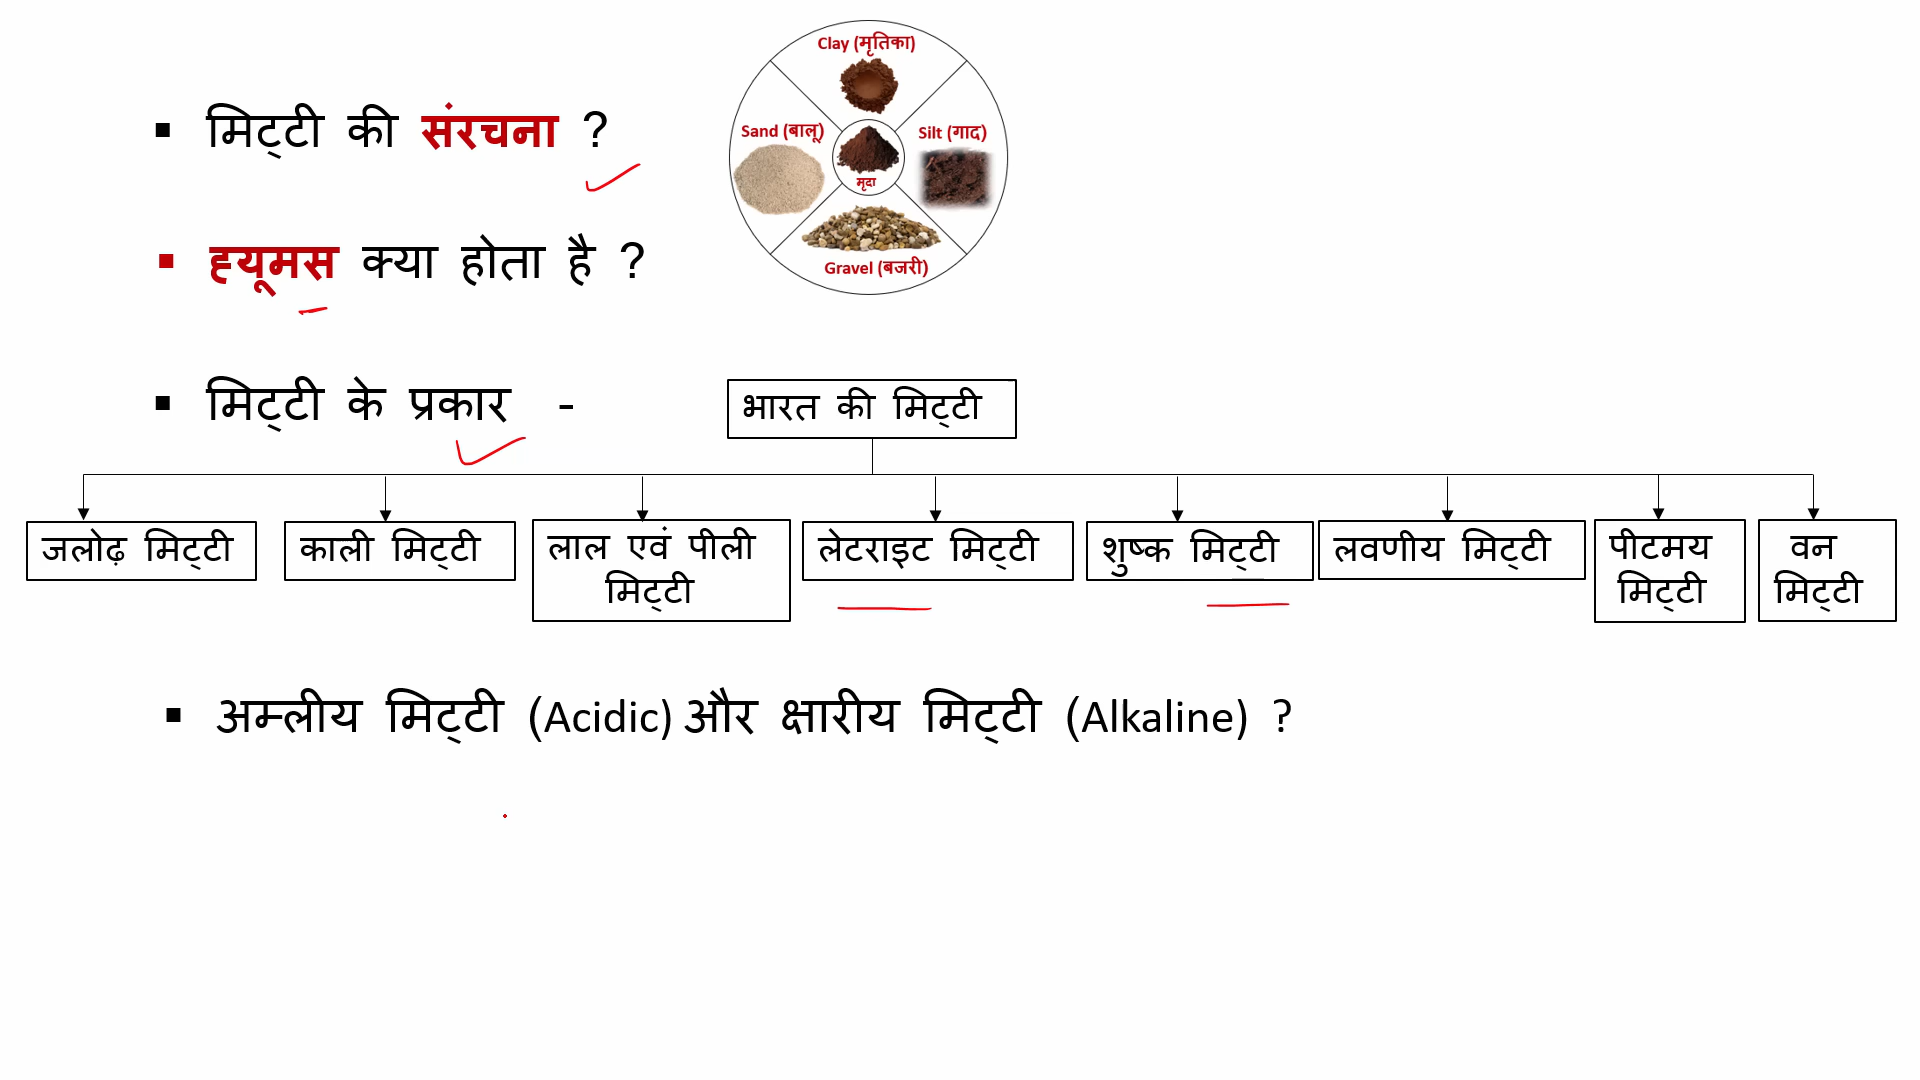 Clay (मृतिका)
▪ मिट्टी की संरचना ?
Sand (बालू)
Silt (गाद)
मृदा
▪ ह्यूमस क्या होता है ?
Gravel (बजरी)
▪ मिट्टी के प्रकार -
भारत की मिट्टी
जलोढ़ मिट्टी
काली मिट्टी
लाल एवं पीली
मिट्टी
लेटराइट मिट्टी
शुष्क मिट्टी
लवणीय मिट्टी
पीटमय
मिट्टी
वन
मिट्टी
▪ अम्लीय मिट्टी (Acidic) और क्षारीय मिट्टी (Alkaline) ?